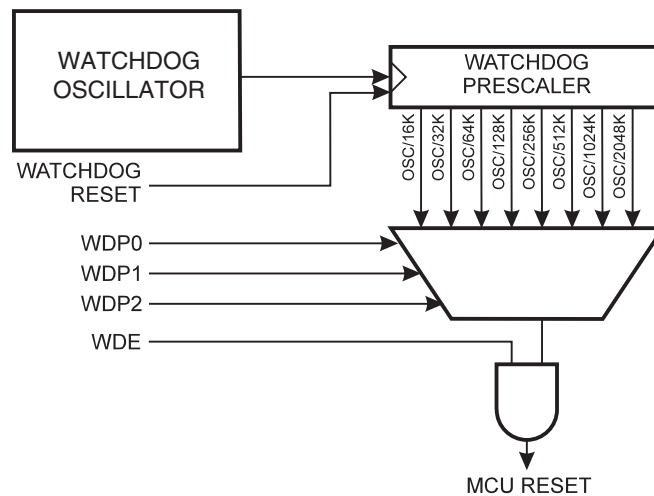 WATCHDOG
OSCILLATOR
WATCHDOG
PRESCALER
WATCHDOG
RESET
OSC/16K
OSC/32K
OSC/64K
OSC/128K
OSC/256K
OSC/512K
OSC/1024K
OSC/2048K
WDP0
WDP1
WDP2
WDE
MCU RESET